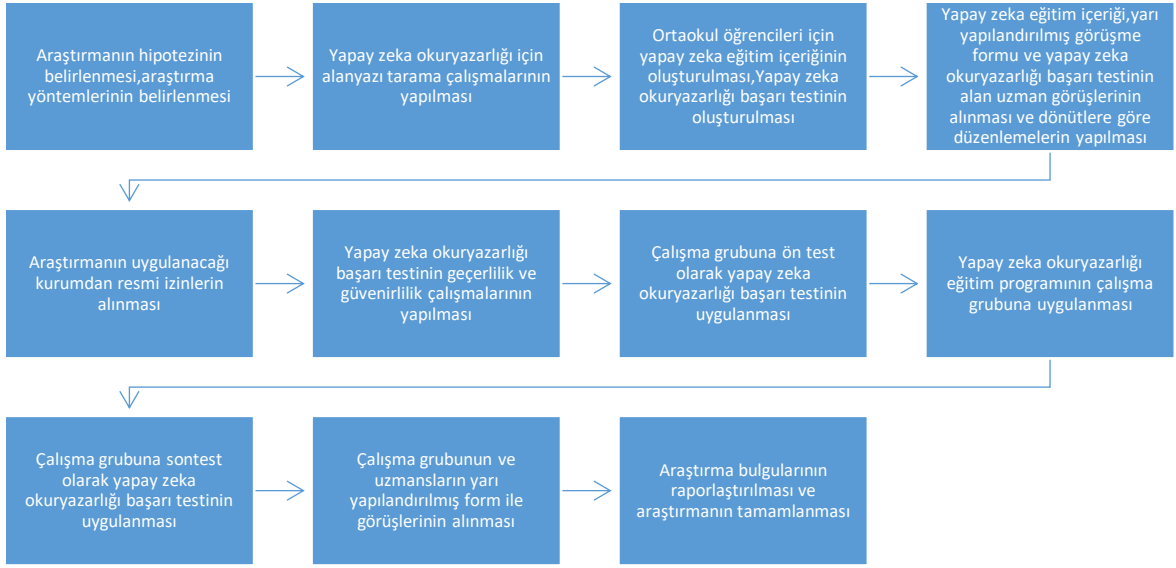 Araştırmanın hipotezinin
belirlenmesi,araştırma
yöntemlerinin belirlenmesi
Yapay zeka okuryazarlığı için
alanyazı tarama çalışmalarının
yapılması
Ortaokul öğrencileri için
yapay zeka eğitim içeriğinin
oluşturulması,Yapay zeka
okuryazarlığı başarı testinin
oluşturulması
Yapay zeka eğitim içeriği,yarı
yapılandırılmış görüşme
formu ve yapay zeka
okuryazarlığı başarı testinin
alan uzman görüşlerinin
alınması ve dönütlere göre
düzenlemelerin yapılması
Araştırmanın uygulanacağı
kurumdan resmi izinlerin
alınması
Yapay zeka okuryazarlığı
başarı testinin geçerlilik ve
güvenirlilik çalışmalarının
yapılması
Çalışma grubuna ön test
olarak yapay zeka
okuryazarlığı başarı testinin
uygulanması
Yapay zeka okuryazarlığı
eğitim programının çalışma
grubuna uygulanması
Çalışma grubuna sontest
olarak yapay zeka
okuryazarlığı başarı testinin
uygulanması
Çalışma grubunun ve
uzmansların yarı
yapılandırılmış form ile
görüşlerinin alınması
Araştırma bulgularının
raporlaştırılması ve
araştırmanın tamamlanması